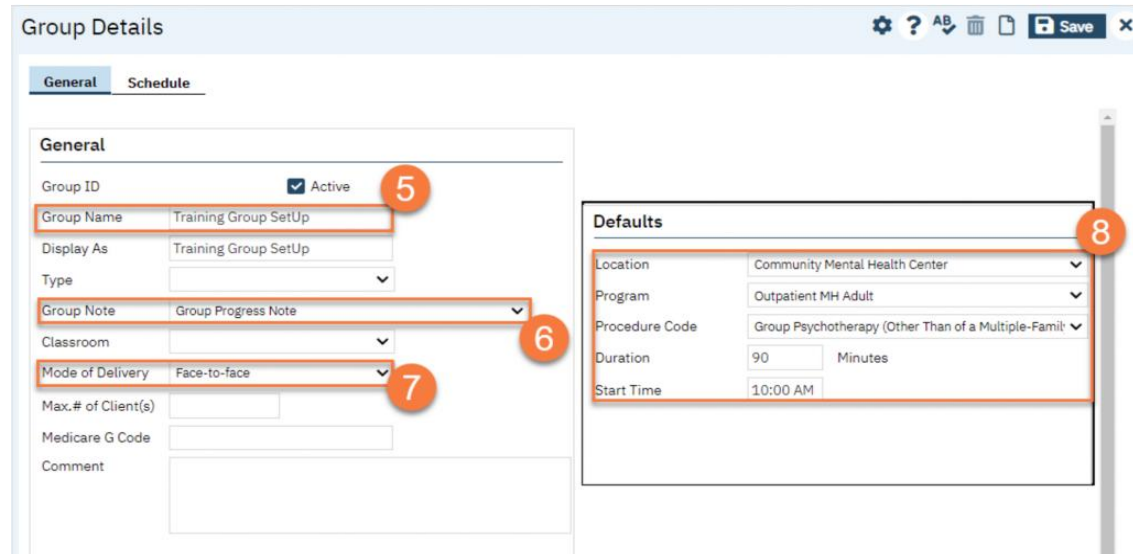 Group Details
? AB Save
General Schedule
General
Group ID Active
5
Group Name Training Group SetUp
Display As Training Group SetUp
Type
Group Note Group Progress Note
6
Classroom
Mode of Delivery Face-to-face
7
Max.# of Client(s)
Medicare G Code
Comment
Defaults
8
Location Community Mental Health Center
Program Outpatient MH Adult
Procedure Code Group Psychotherapy (Other Than of a Multiple-Famil
Duration 90 Minutes
Start Time 10:00 AM